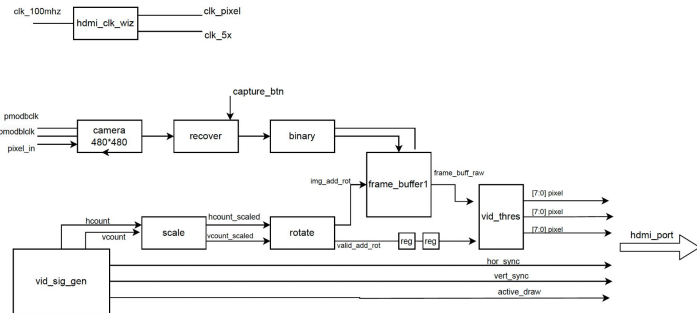 clk_100mhz
hdmi_clk_wiz
clk_pixel
clk_5x
capture_btn
pmodbclk
pmodblclk
pixel_in
camera
480*480
recover
binary
img_add_rot
frame_buffer1
frame_buff_raw
[7:0] pixel
[7:0] pixel
[7:0] pixel
vid_thres
hcount
vcount
scale
hcount_scaled
vcount_scaled
rotate
valid_add_rot
reg
reg
hdmi_port
vid_sig_gen
hor_sync
vert_sync
active_draw